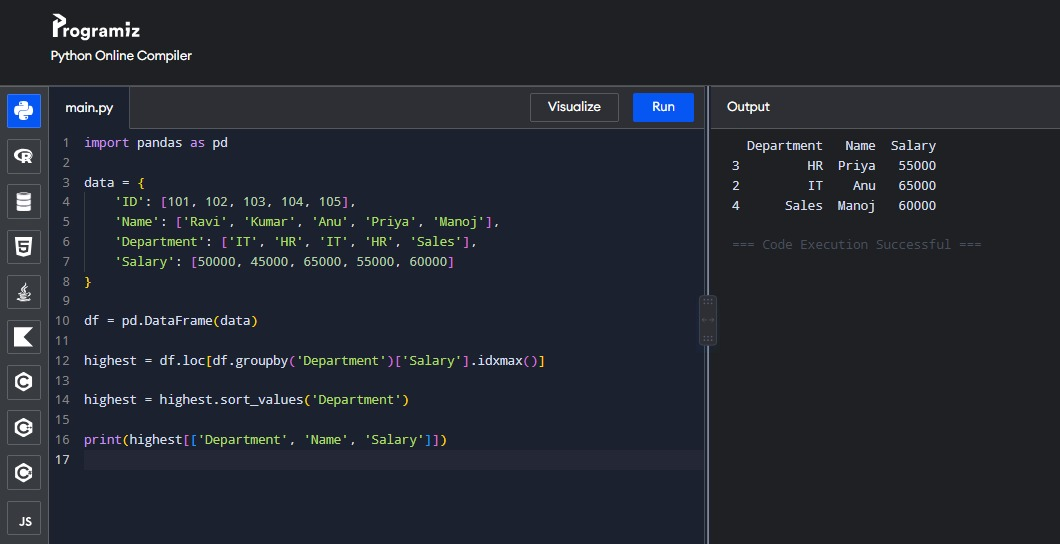 Programiz
Python Online Compiler
main.py
Visualize
Run
Output
1 import pandas as pd
2
3 data = {
4     'ID': [101, 102, 103, 104, 105],
5     'Name': ['Ravi', 'Kumar', 'Anu', 'Priya', 'Manoj'],
6     'Department': ['IT', 'HR', 'IT', 'HR', 'Sales'],
7     'Salary': [50000, 45000, 65000, 55000, 60000]
8 }
9
10 df = pd.DataFrame(data)
11
12 highest = df.loc[df.groupby('Department')['Salary'].idxmax()]
13
14 highest = highest.sort_values('Department')
15
16 print(highest[['Department', 'Name', 'Salary']])
17
  Department   Name  Salary
3         HR  Priya   55000
2         IT    Anu   65000
4      Sales  Manoj   60000
=== Code Execution Successful ===
R
5
C
C
C
JS